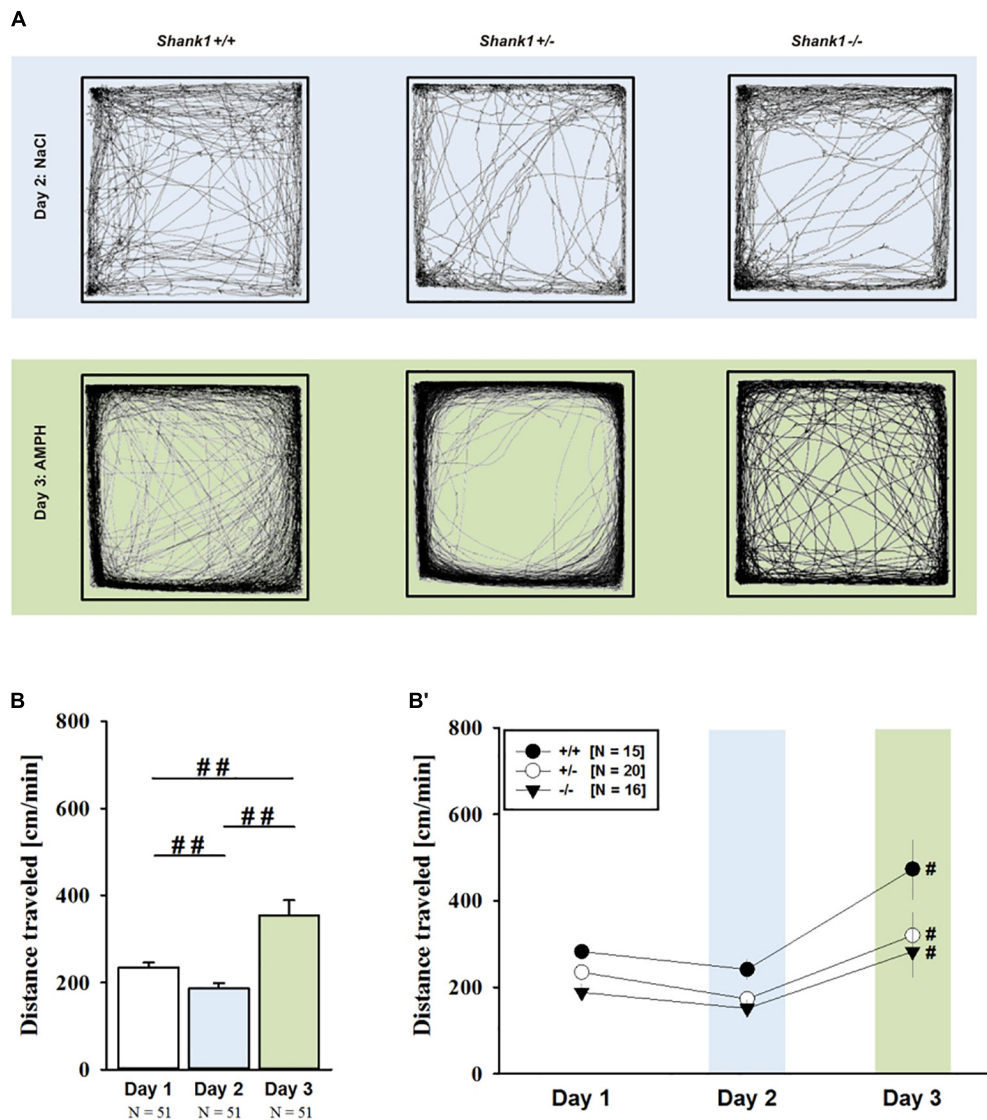 A
Shank1+/+ Shank1+/- Shank1-/-
Day 2: NaCl
Day 3: AMPH
B
Distance traveled [cm/min]
800
600
400
200
0
##
##
##
Day 1 Day 2 Day 3
N = 51 N = 51 N = 51
B'
Distance traveled [cm/min]
800
600
400
200
0
+/+ [N = 15]
+/- [N = 20]
-/- [N = 16]
#
#
#
Day 1 Day 2 Day 3